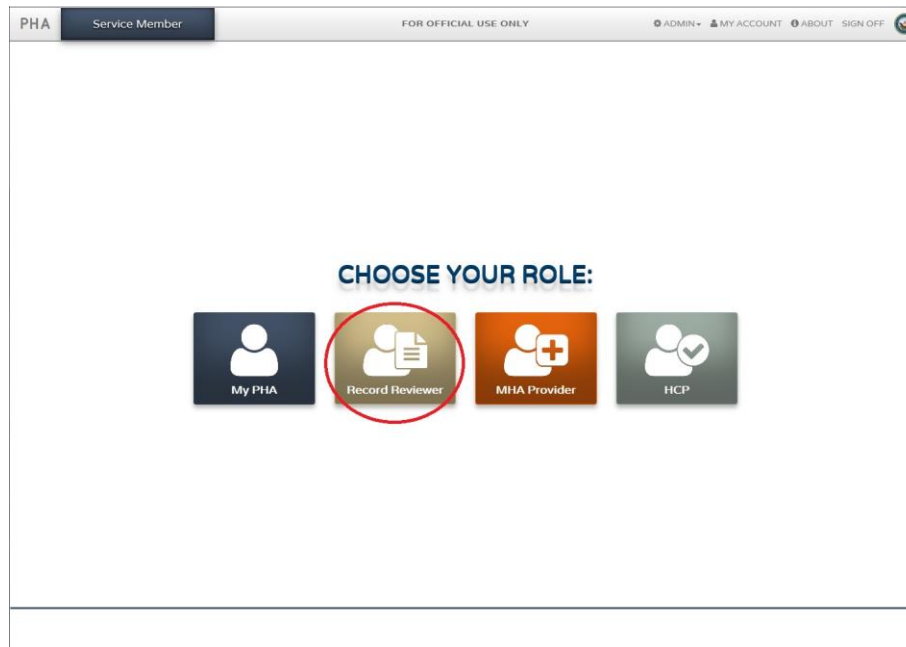 PHA Service Member FOR OFFICIAL USE ONLY ADMIN MY ACCOUNT ABOUT SIGN OFF
CHOOSE YOUR ROLE:
My PHA Record Reviewer MHA Provider HCP